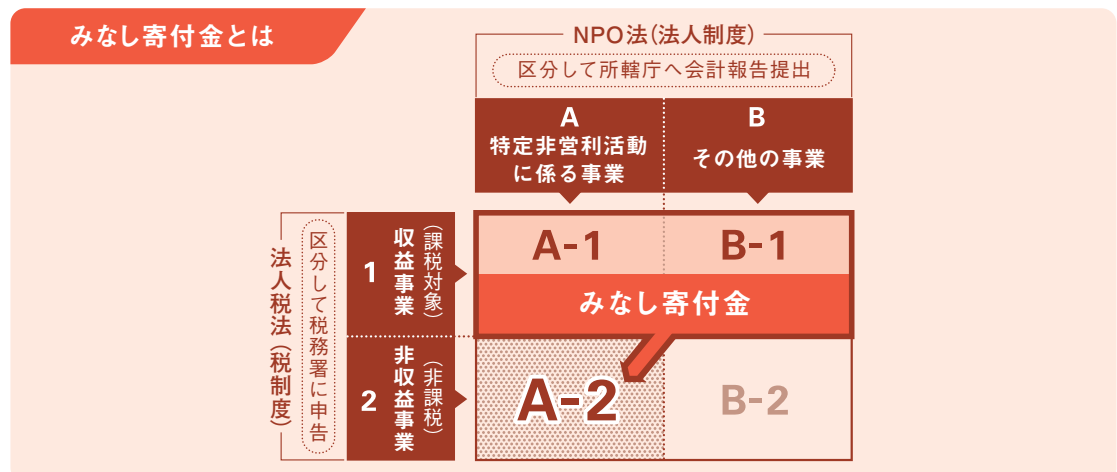 みなし寄付金とは
NPO法(法人制度)
区分して所轄庁へ会計報告提出
A
特定非営利活動
に係る事業
B
その他の事業
法人税法(税制度)
区分して税務署に申告
1
収益事業
(課税対象)
A-1
B-1
みなし寄付金
2
非収益事業
(非課税)
A-2
B-2